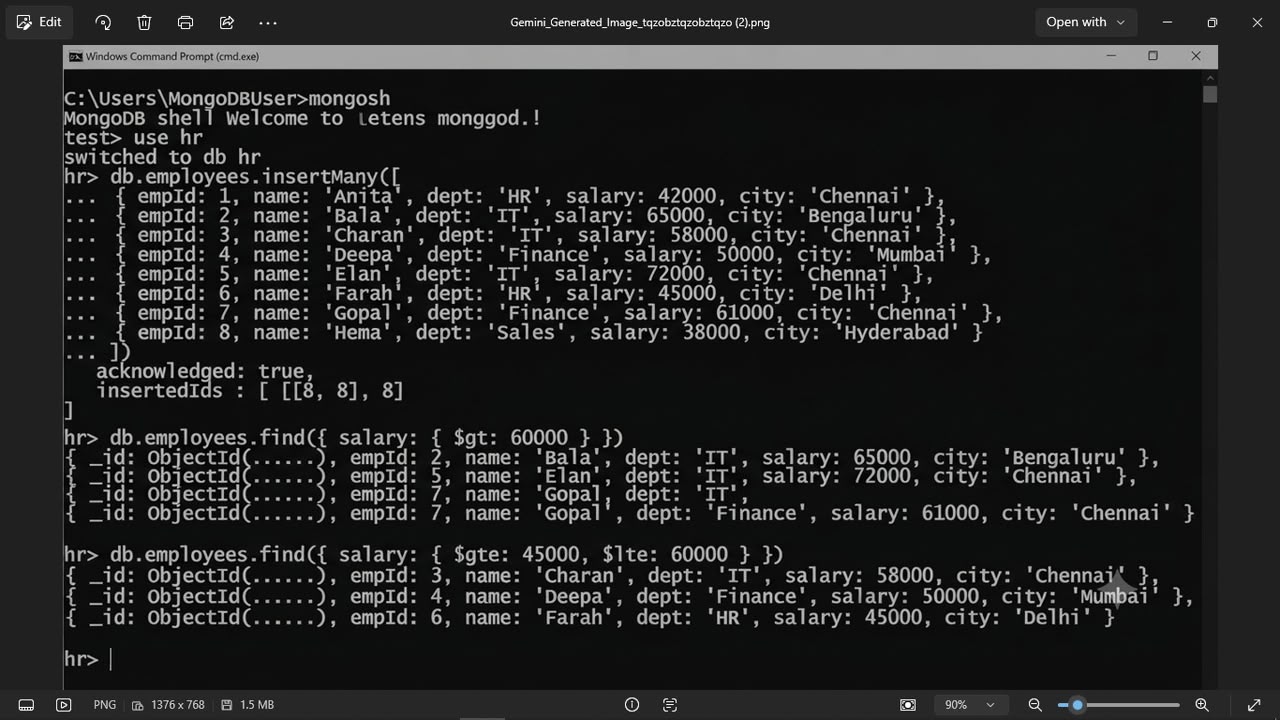 Edit
Gemini_Generated_Image_tqzobztqzobztqzo (2).png
Open with
Windows Command Prompt (cmd.exe)
C:\Users\MongoDBUser>mongosh
MongoDB shell Welcome to Letens monggod.!
test> use hr
switched to db hr
hr> db.employees.insertMany([
... { empId: 1, name: 'Anita', dept: 'HR', salary: 42000, city: 'Chennai' },
... { empId: 2, name: 'Bala', dept: 'IT', salary: 65000, city: 'Bengaluru' },
... { empId: 3, name: 'Charan', dept: 'IT', salary: 58000, city: 'Chennai' },
... { empId: 4, name: 'Deepa', dept: 'Finance', salary: 50000, city: 'Mumbai' },
... { empId: 5, name: 'Elan', dept: 'IT', salary: 72000, city: 'Chennai' },
... { empId: 6, name: 'Farah', dept: 'HR', salary: 45000, city: 'Delhi' },
... { empId: 7, name: 'Gopal', dept: 'Finance', salary: 61000, city: 'Chennai' },
... { empId: 8, name: 'Hema', dept: 'Sales', salary: 38000, city: 'Hyderabad' }
... ])
acknowledged: true,
insertedIds : [ [[8, 8], 8]
]
hr> db.employees.find({ salary: { $gt: 60000 } })
{ _id: ObjectId(......), empId: 2, name: 'Bala', dept: 'IT', salary: 65000, city: 'Bengaluru' },
{ _id: ObjectId(......), empId: 5, name: 'Elan', dept: 'IT', salary: 72000, city: 'Chennai' },
{ _id: ObjectId(......), empId: 7, name: 'Gopal, dept: 'IT',
{ _id: ObjectId(......), empId: 7, name: 'Gopal', dept: 'Finance', salary: 61000, city: 'Chennai' }
hr> db.employees.find({ salary: { $gte: 45000, $lte: 60000 } })
{ _id: ObjectId(......), empId: 3, name: 'Charan', dept: 'IT', salary: 58000, city: 'Chennai' },
{ _id: ObjectId(......), empId: 4, name: 'Deepa', dept: 'Finance', salary: 50000, city: 'Mumbai' },
{ _id: ObjectId(......), empId: 6, name: 'Farah', dept: 'HR', salary: 45000, city: 'Delhi' }
hr>
PNG
1376 x 768
1.5 MB
90%